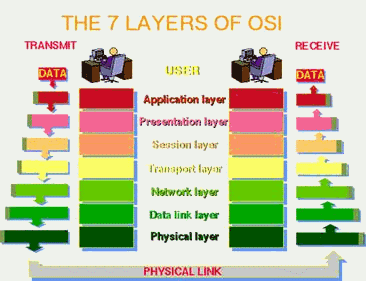 THE 7 LAYERS OF OSI
TRANSMIT
RECEIVE
DATA
USER
DATA
Application layer
Presentation layer
Session layer
Transport layer
Network layer
Data link layer
Physical layer
PHYSICAL LINK